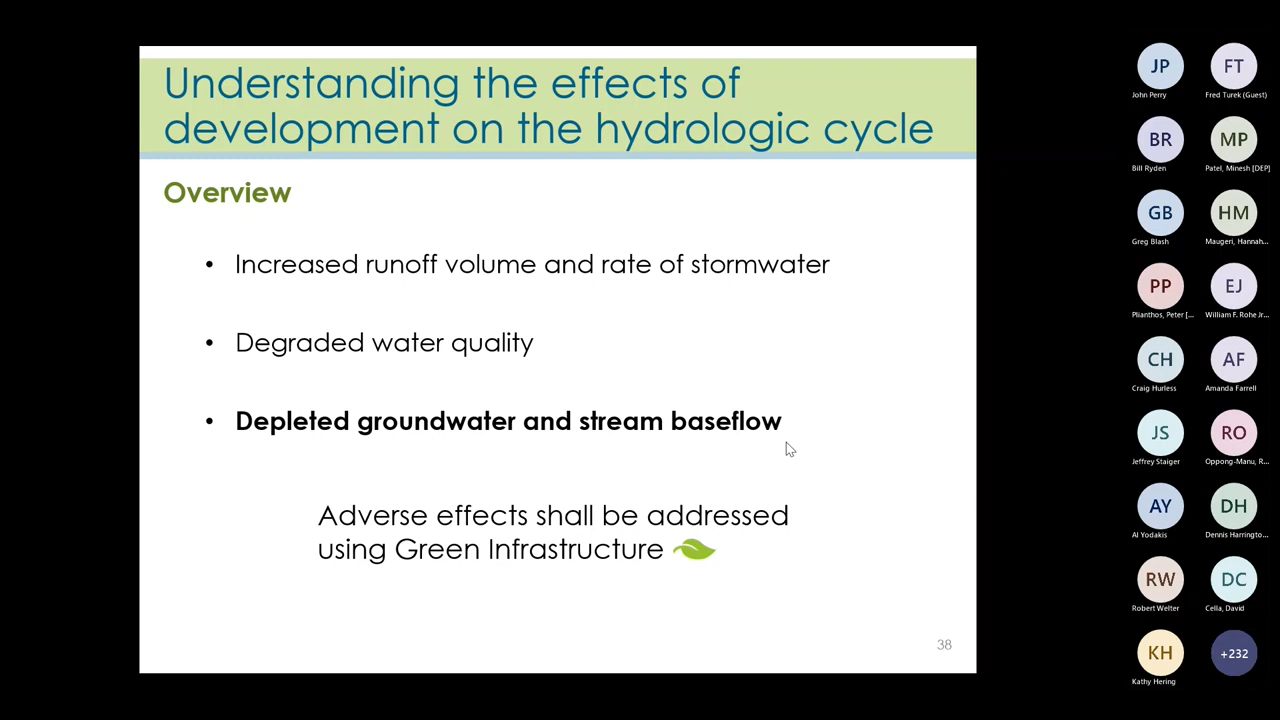 Understanding the effects of
development on the hydrologic cycle
Overview
• Increased runoff volume and rate of stormwater
• Degraded water quality
• Depleted groundwater and stream baseflow
Adverse effects shall be addressed
using Green Infrastructure
38
JP
John Perry
FT
Fred Turek (Guest)
BR
Bill Ryden
MP
Patel, Minesh [DEP]
GB
Greg Blash
HM
Maugeri, Hannah...
PP
Plianthos, Peter [...
EJ
William F. Rohe Jr...
CH
Craig Hurless
AF
Amanda Farrell
JS
Jeffrey Staiger
RO
Oppong-Manu, R...
AY
Al Yodakis
DH
Dennis Harringto...
RW
Robert Welter
DC
Cella, David
KH
Kathy Hering
+232